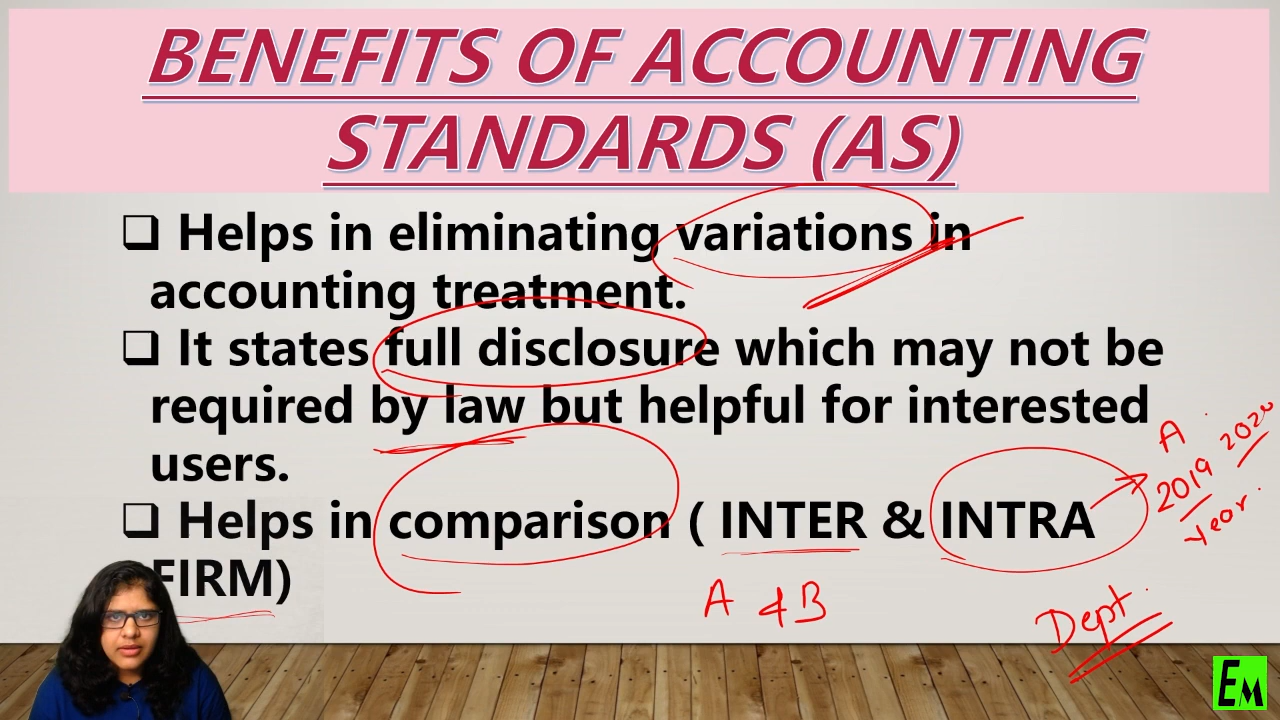 BENEFITS OF ACCOUNTING
STANDARDS (AS)
❑ Helps in eliminating variations in
accounting treatment.
❑ It states full disclosure which may not be
required by law but helpful for interested
users.
❑ Helps in comparison ( INTER & INTRA
FIRM)
A & B
A
2019 2020
Year.
Dept.
EM